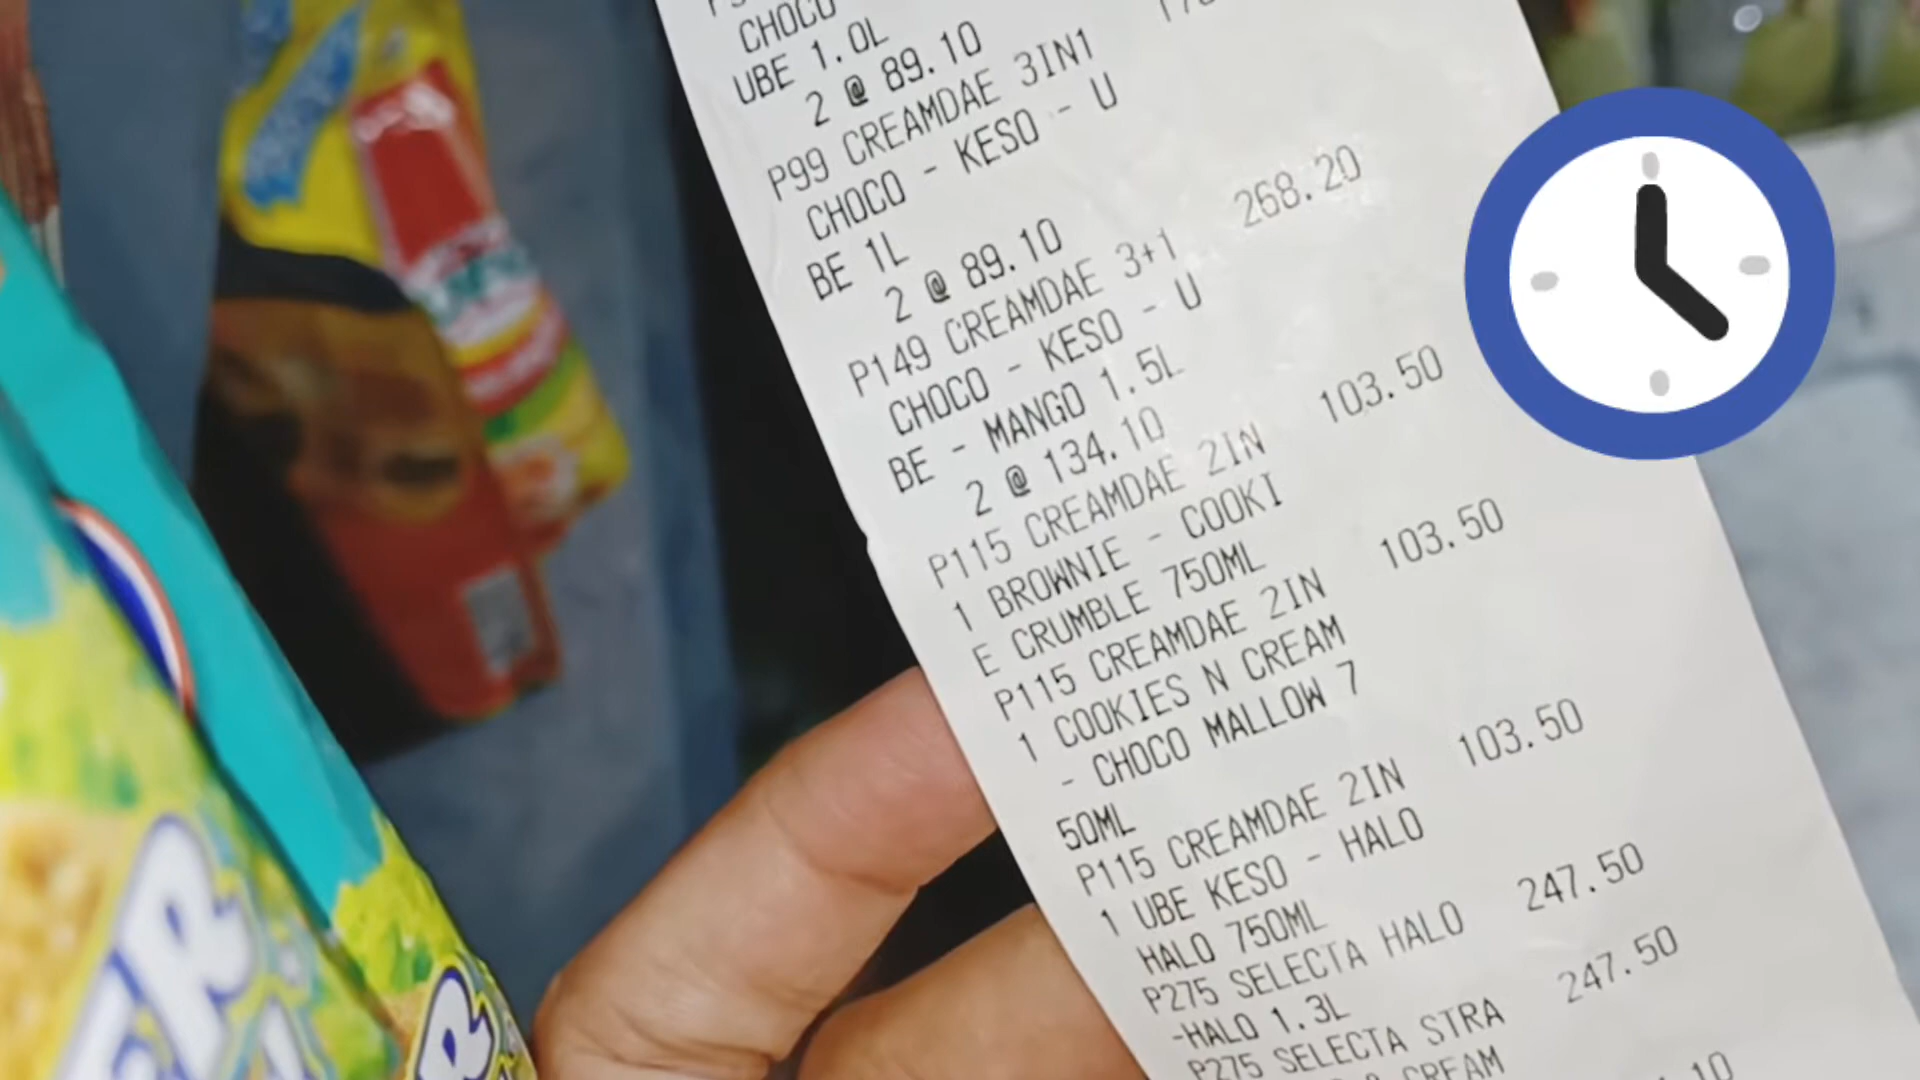 CHOCO
UBE 1.0L
2 @ 89.10
P99 CREAMDAE 3IN1
CHOCO - KESO - U
BE 1L
2 @ 89.10 268.20
P149 CREAMDAE 3+1
CHOCO - KESO - U
BE - MANGO 1.5L
2 @ 134.10 103.50
P115 CREAMDAE 2IN
1 BROWNIE - COOKI
E CRUMBLE 750ML 103.50
P115 CREAMDAE 2IN
1 COOKIES N CREAM
- CHOCO MALLOW 7
50ML 103.50
P115 CREAMDAE 2IN
1 UBE KESO - HALO
HALO 750ML 247.50
P275 SELECTA HALO
-HALO 1.3L 247.50
P275 SELECTA STRA
CREAM